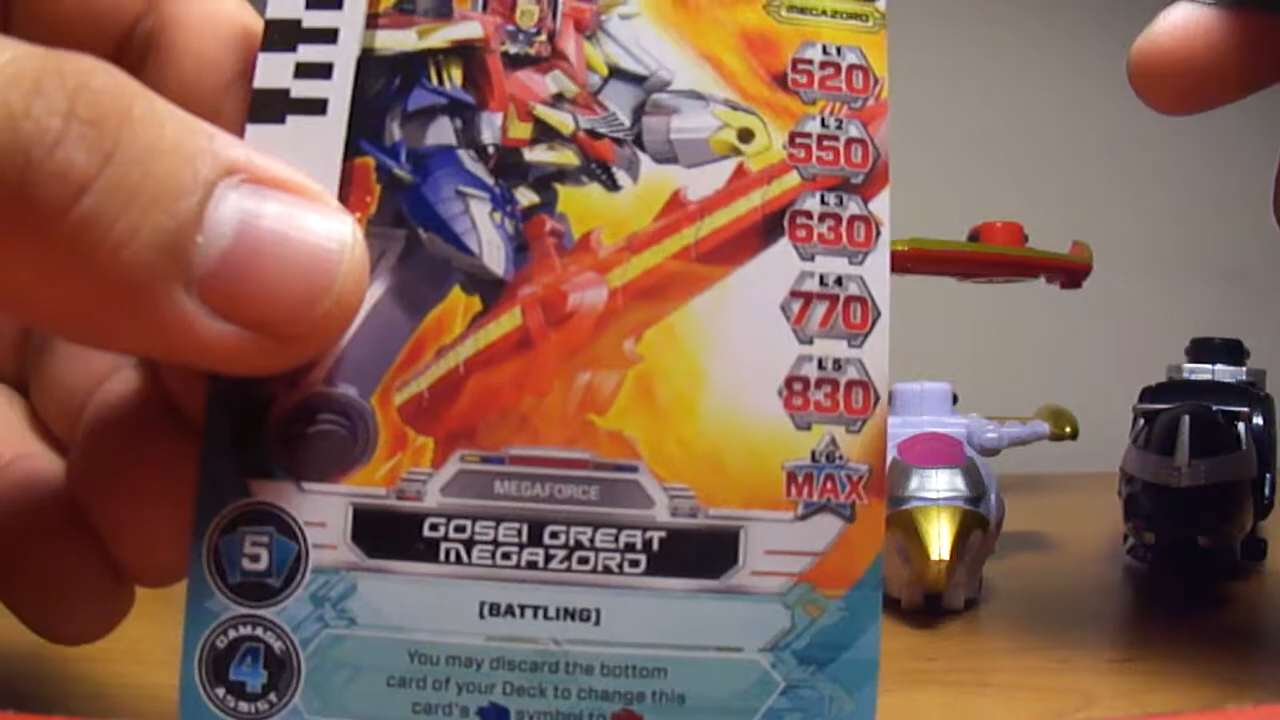 MEGAZORD
L1
520
L2
550
L3
630
L4
770
L5
830
L6+
MAX
MEGAFORCE
GOSEI GREAT
MEGAZORD
5
[BATTLING]
DAMAGE
4
ASSIST
You may discard the bottom
card of your Deck to change this
card's symbol to